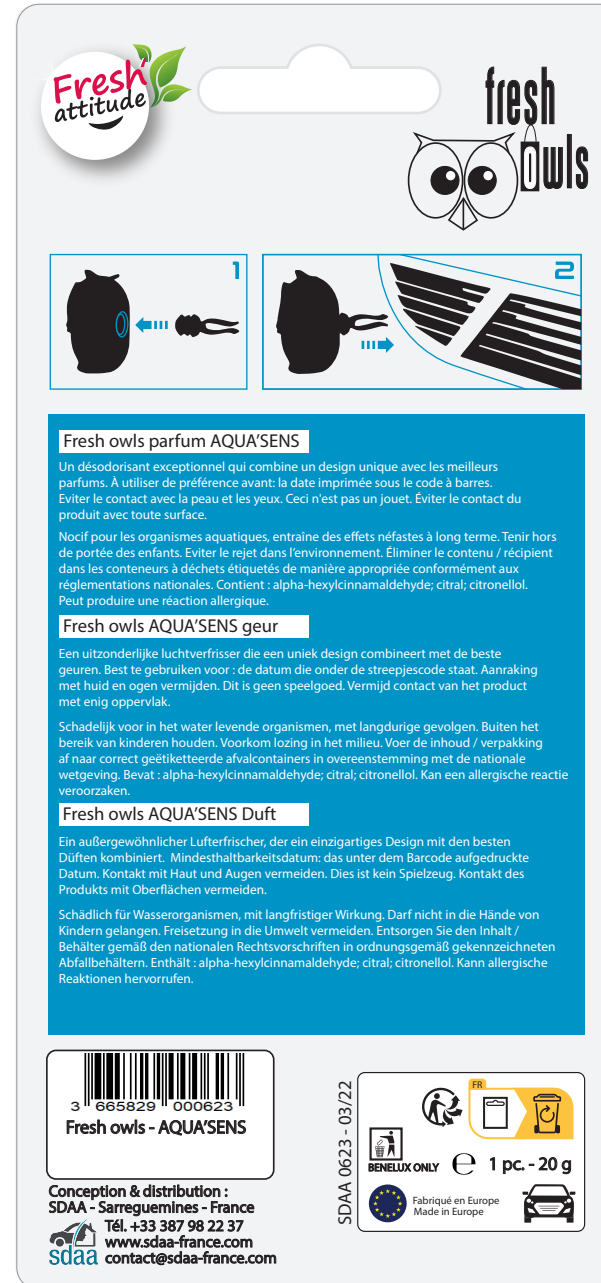 Fresh'
attitude
fresh
owls
1
2
Fresh owls parfum AQUA'SENS
Un désodorisant exceptionnel qui combine un design unique avec les meilleurs
parfums. À utiliser de préférence avant: la date imprimée sous le code à barres.
Eviter le contact avec la peau et les yeux. Ceci n'est pas un jouet. Éviter le contact du
produit avec toute surface.
Nocif pour les organismes aquatiques, entraîne des effets néfastes à long terme. Tenir hors
de portée des enfants. Eviter le rejet dans l'environnement. Éliminer le contenu / récipient
dans les conteneurs à déchets étiquetés de manière appropriée conformément aux
réglementations nationales. Contient : alpha-hexylcinnamaldehyde; citral; citronellol.
Peut produire une réaction allergique.
Fresh owls AQUA'SENS geur
Een uitzonderlijke luchtverfrisser die een uniek design combineert met de beste
geuren. Best te gebruiken voor : de datum die onder de streepjescode staat. Aanraking
met huid en ogen vermijden. Dit is geen speelgoed. Vermijd contact van het product
met enig oppervlak.
Schadelijk voor in het water levende organismen, met langdurige gevolgen. Buiten het
bereik van kinderen houden. Voorkom lozing in het milieu. Voer de inhoud / verpakking
af naar correct geëtiketteerde afvalcontainers in overeenstemming met de nationale
wetgeving. Bevat : alpha-hexylcinnamaldehyde; citral; citronellol. Kan een allergische reactie
veroorzaken.
Fresh owls AQUA'SENS Duft
Ein außergewöhnlicher Lufterfrischer, der ein einzigartiges Design mit den besten
Düften kombiniert. Mindesthaltbarkeitsdatum: das unter dem Barcode aufgedruckte
Datum. Kontakt mit Haut und Augen vermeiden. Dies ist kein Spielzeug. Kontakt des
Produkts mit Oberflächen vermeiden.
Schädlich für Wasserorganismen, mit langfristiger Wirkung. Darf nicht in die Hände von
Kindern gelangen. Freisetzung in die Umwelt vermeiden. Entsorgen Sie den Inhalt /
Behälter gemäß den nationalen Rechtsvorschriften in ordnungsgemäß gekennzeichneten
Abfallbehältern. Enthält : alpha-hexylcinnamaldehyde; citral; citronellol. Kann allergische
Reaktionen hervorrufen.
3 665829 000623
Fresh owls - AQUA'SENS
Conception & distribution :
SDAA - Sarreguemines - France
Tél. +33 387 98 22 37
www.sdaa-france.com
contact@sdaa-france.com
sdaa
SDAA 0623 - 03/22
FR
BENELUX ONLY
e 1 pc. - 20 g
Fabriqué en Europe
Made in Europe